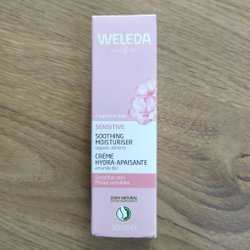 WELEDA
Since 1921
Fragrance free
SENSITIVE
SOOTHING
MOISTURISER
organic almond
CRÈME
HYDRA-APAISANTE
amande bio
Sensitive skin
Peaux sensibles
100% NATURAL
30 ml